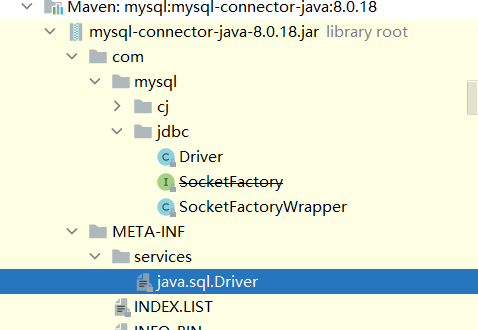 Maven: mysql:mysql-connector-java:8.0.18
mysql-connector-java-8.0.18.jar library root
com
mysql
cj
jdbc
Driver
SocketFactory
SocketFactoryWrapper
META-INF
services
java.sql.Driver
INDEX.LIST
INFO_BIN